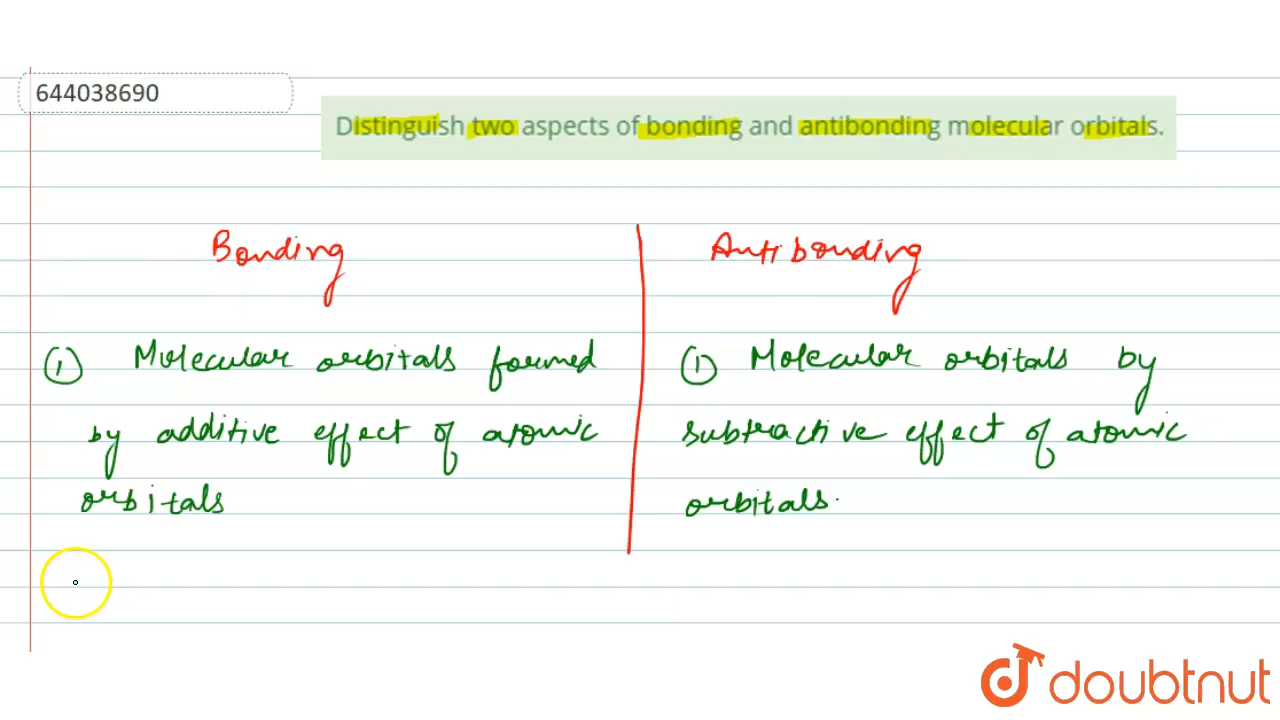 644038690
Distinguish two aspects of bonding and antibonding molecular orbitals.
Bonding
Antibonding
① Molecular orbitals formed
by additive effect of atomic
orbitals
① Molecular orbitals by
subtractive effect of atomic
orbitals.
doubtnut